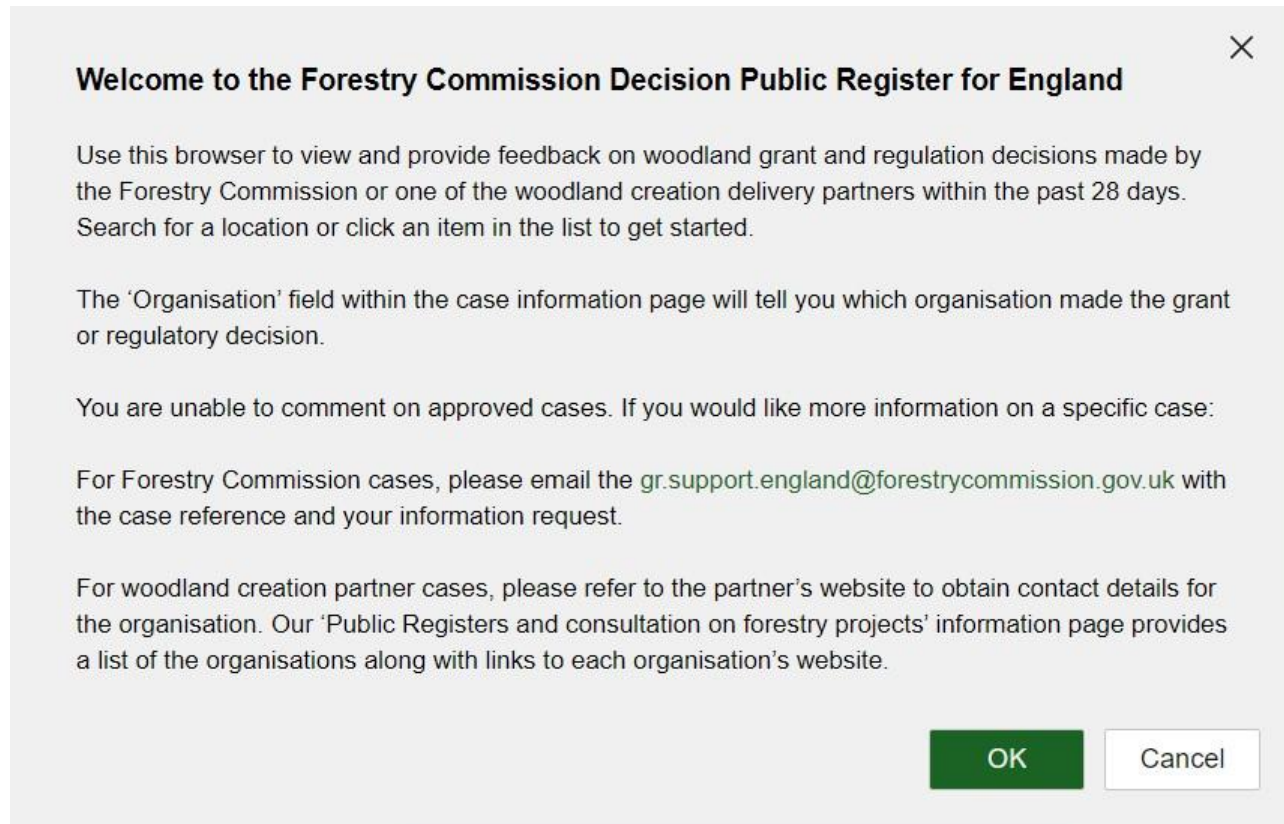 Welcome to the Forestry Commission Decision Public Register for England
Use this browser to view and provide feedback on woodland grant and regulation decisions made by
the Forestry Commission or one of the woodland creation delivery partners within the past 28 days.
Search for a location or click an item in the list to get started.
The ‘Organisation’ field within the case information page will tell you which organisation made the grant
or regulatory decision.
You are unable to comment on approved cases. If you would like more information on a specific case:
For Forestry Commission cases, please email the gr.support.england@forestrycommission.gov.uk with
the case reference and your information request.
For woodland creation partner cases, please refer to the partner’s website to obtain contact details for
the organisation. Our ‘Public Registers and consultation on forestry projects’ information page provides
a list of the organisations along with links to each organisation’s website.
OK Cancel